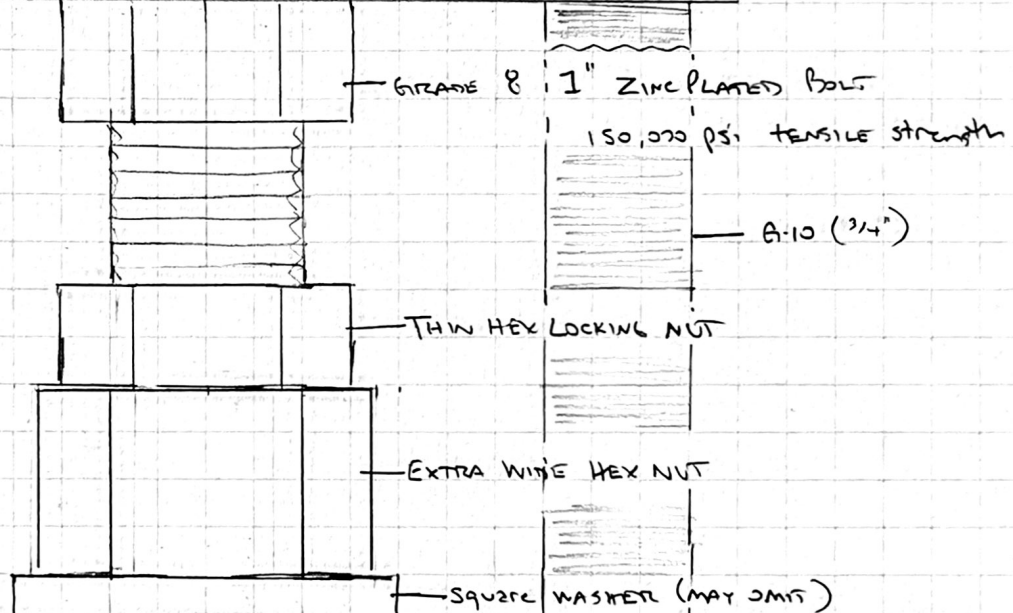 GRADE 8 1" ZINC PLATED BOLT
150,000 psi TENSILE strength
G-10 (3/4")
THIN HEX LOCKING NUT
EXTRA WIDE HEX NUT
SQUARE WASHER (MAY OMIT)